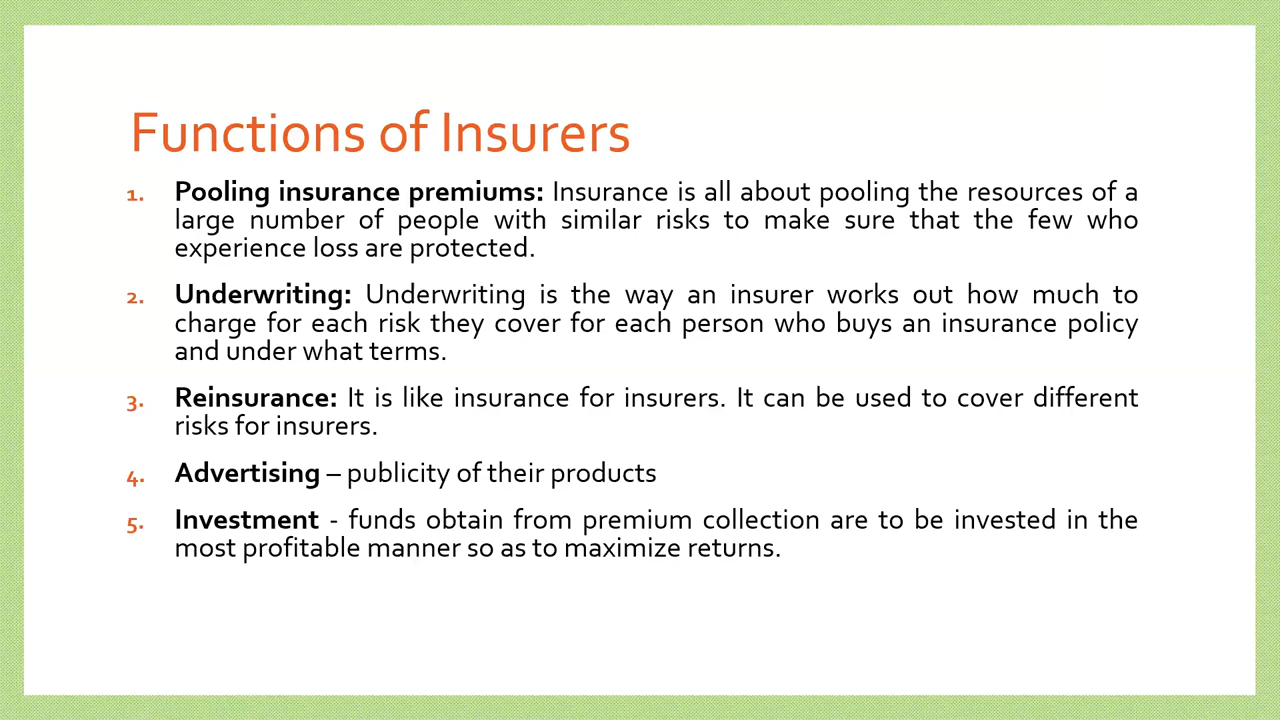 Functions of Insurers
1. Pooling insurance premiums: Insurance is all about pooling the resources of a
large number of people with similar risks to make sure that the few who
experience loss are protected.
2. Underwriting: Underwriting is the way an insurer works out how much to
charge for each risk they cover for each person who buys an insurance policy
and under what terms.
3. Reinsurance: It is like insurance for insurers. It can be used to cover different
risks for insurers.
4. Advertising – publicity of their products
5. Investment - funds obtain from premium collection are to be invested in the
most profitable manner so as to maximize returns.